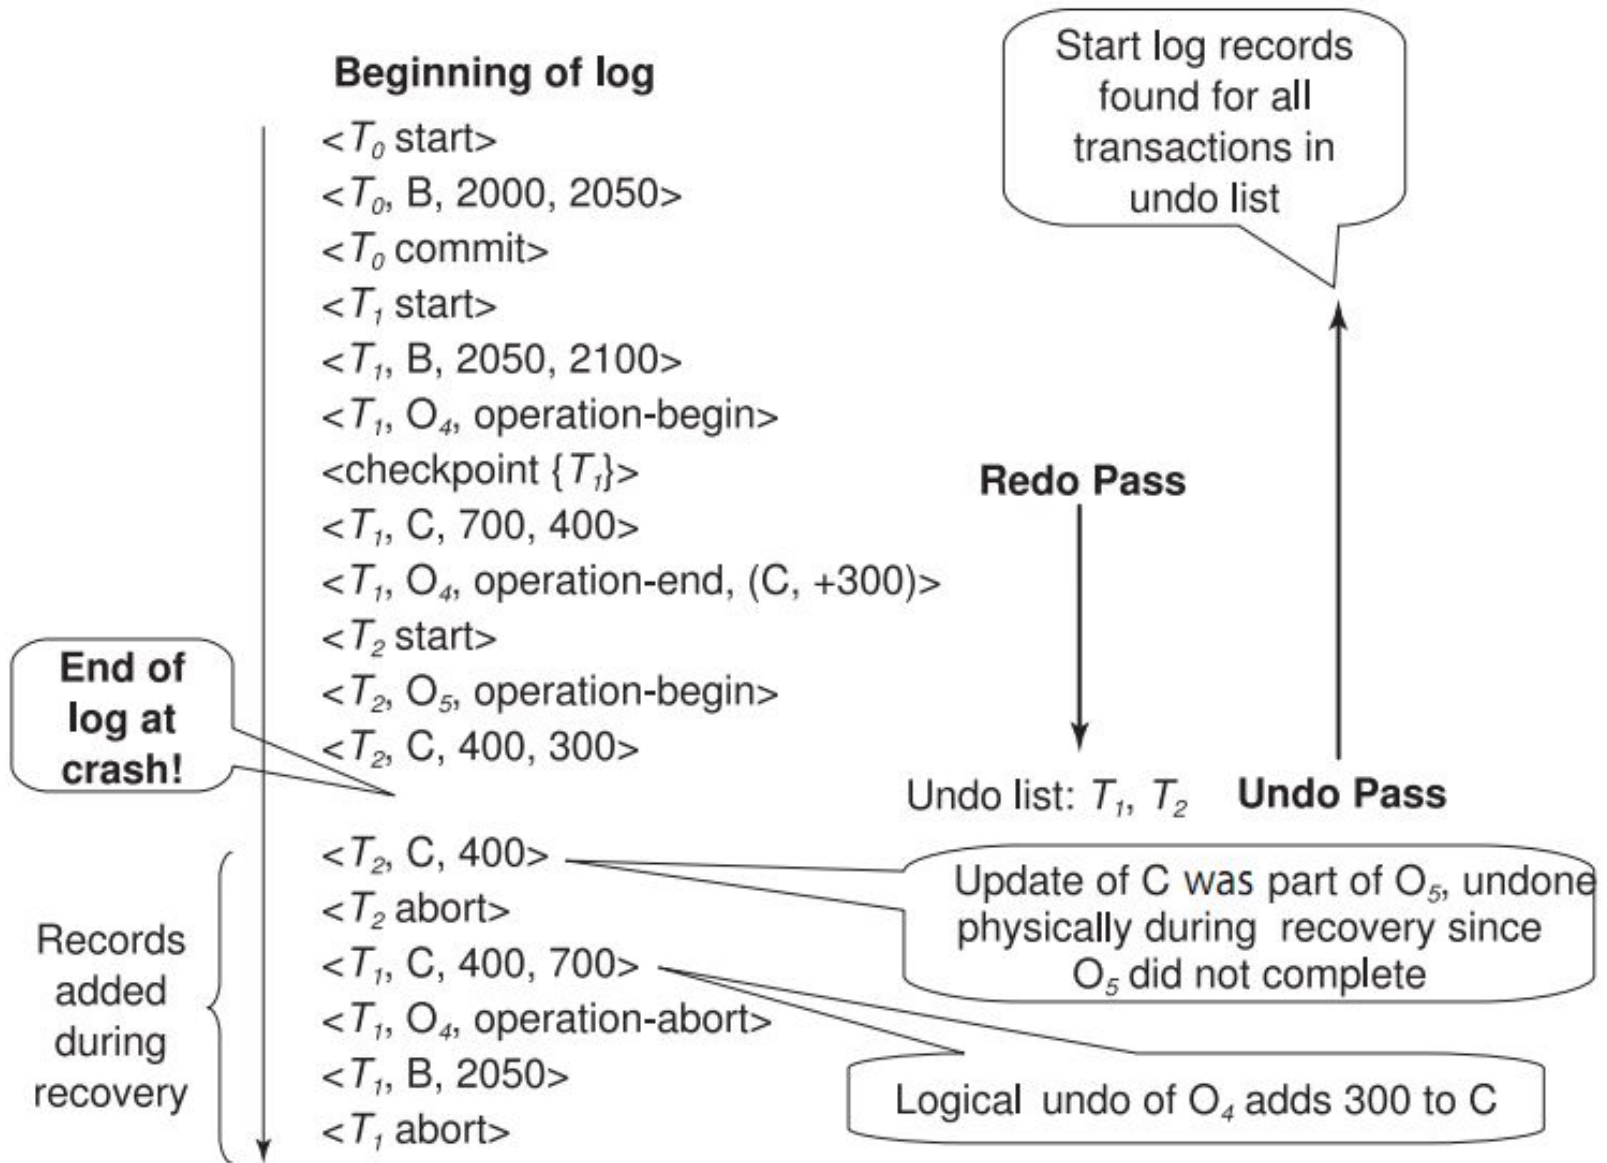 Beginning of log
<T0 start>
<T0, B, 2000, 2050>
<T0 commit>
<T1 start>
<T1, B, 2050, 2100>
<T1, O4, operation-begin>
<checkpoint {T1}>
<T1, C, 700, 400>
<T1, O4, operation-end, (C, +300)>
<T2 start>
<T2, O5, operation-begin>
<T2, C, 400, 300>
End of
log at
crash!
<T2, C, 400>
<T2 abort>
<T1, C, 400, 700>
<T1, O4, operation-abort>
<T1, B, 2050>
<T1 abort>
Records
added
during
recovery
Start log records
found for all
transactions in
undo list
Redo Pass
Undo list: T1, T2
Undo Pass
Update of C was part of O5, undone
physically during recovery since
O5 did not complete
Logical undo of O4 adds 300 to C